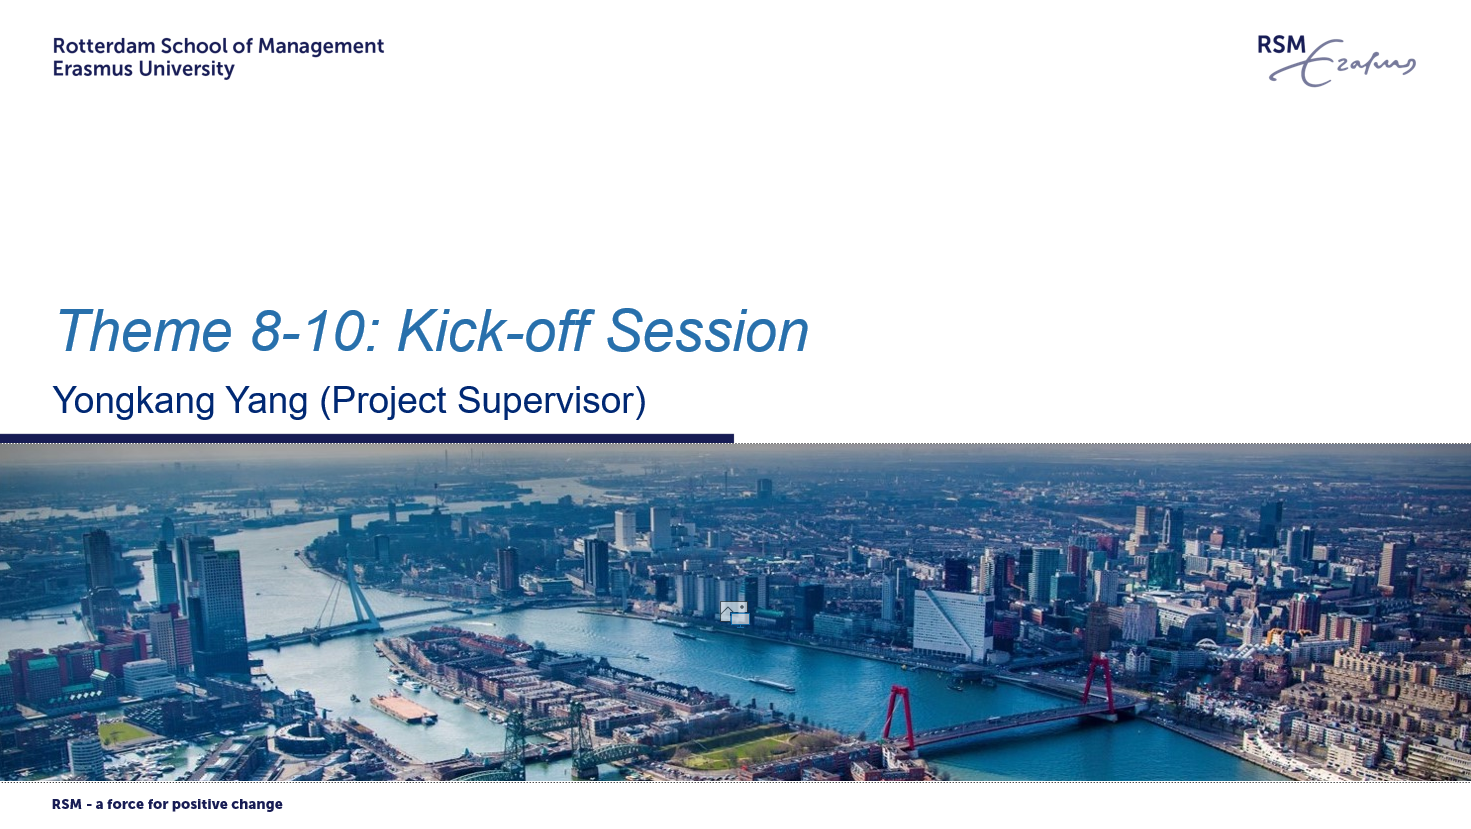 Rotterdam School of Management
Erasmus University
RSM Erasmus
Theme 8-10: Kick-off Session
Yongkang Yang (Project Supervisor)
RSM - a force for positive change